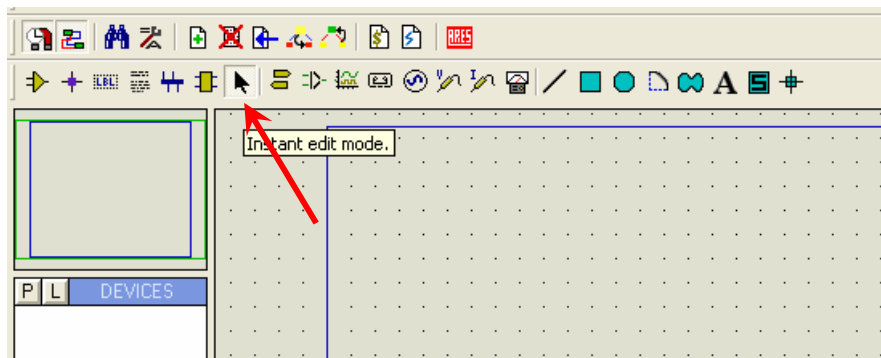 ARES
LBL
V I
A S
Instant edit mode.
P L DEVICES